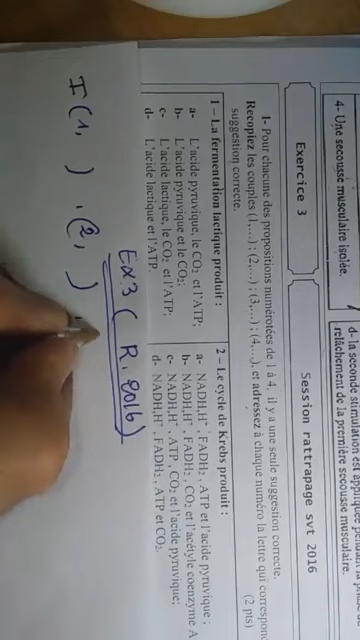 4- Une secousse musculaire isolée.
d- la seconde stimulation est appliquée pendant la
relâchement de la première secousse musculaire.
Exercice 3
Session rattrapage svt 2016
1- Pour chacune des propositions numérotées de 1 à 4, il y a une seule suggestion correcte.
Recopiez les couples (1,...) ; (2,...) ; (3,...) ; (4,...), et adressez à chaque numéro la lettre qui correspond
suggestion correcte. (2 pts)
1 – La fermentation lactique produit :
a- L'acide pyruvique, le CO₂ et l'ATP;
b- L'acide pyruvique et le CO₂;
c- L'acide lactique, le CO₂ et l'ATP;
d- L'acide lactique et l'ATP.
2 – Le cycle de Krebs produit :
a- NADH,H⁺ , FADH₂ , ATP et l'acide pyruvique ;
b- NADH,H⁺ , FADH₂ , CO₂ et l'acétyle coenzyme A
c- NADH,H⁺ , ATP , CO₂ et l'acide pyruvique;
d- NADH,H⁺ , FADH₂ , ATP et CO₂.
Ex3 ( R. 2016)
I (1, ) . (2, )